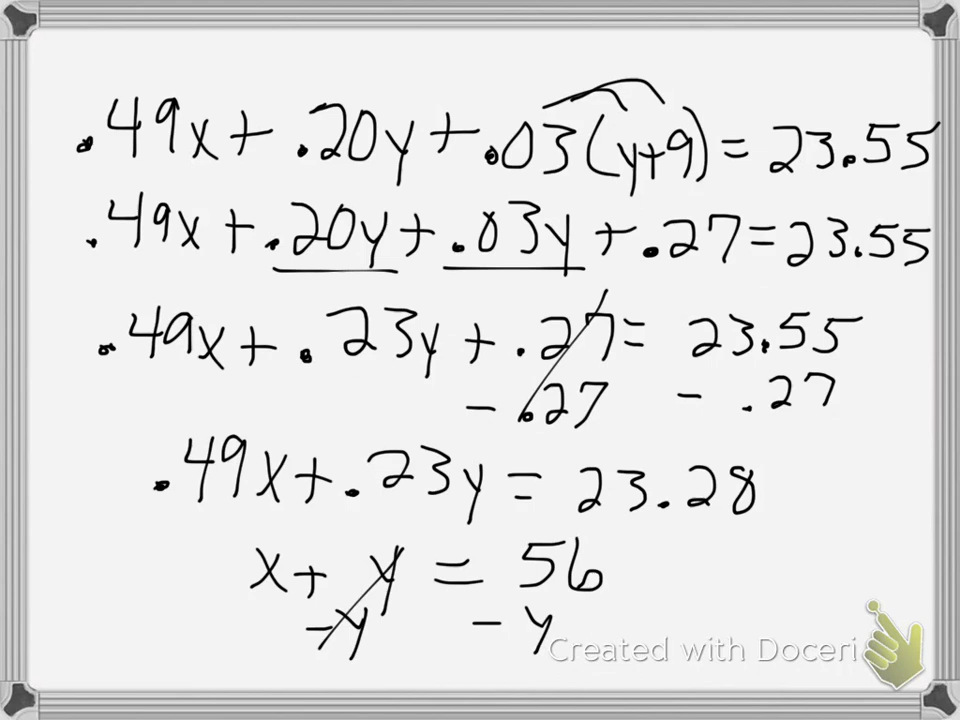 .49x + .20y + .03(y+9) = 23.55
.49x + .20y + .03y + .27 = 23.55
.49x + .23y + .27 = 23.55
- .27 - .27
.49x + .23y = 23.28
x + y = 56
-y - y
Created with Doceri